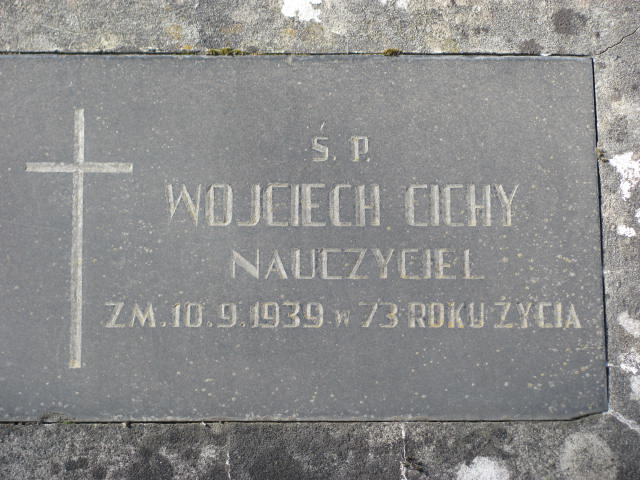 Ś. P.
WOJCIECH CICHY
NAUCZYCIEL
ZM. 10. 9. 1939 W 73 ROKU ŻYCIA